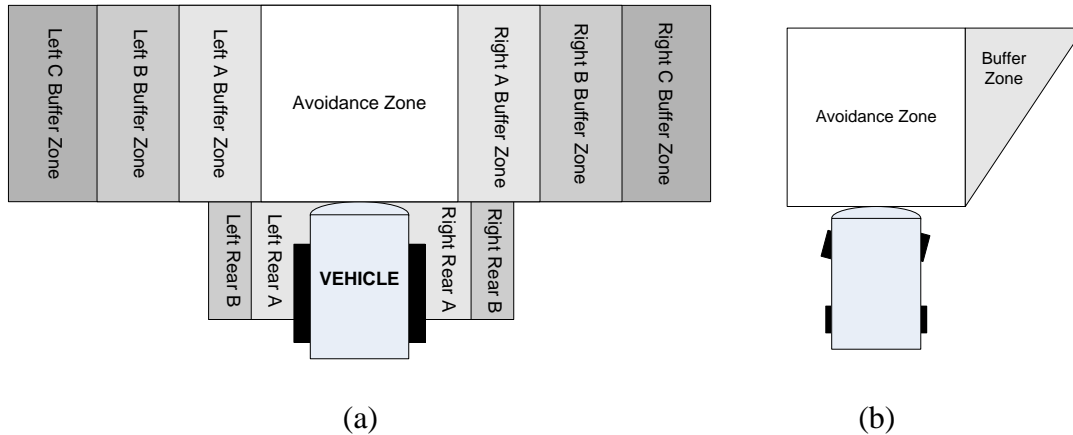 Left C Buffer Zone
Left B Buffer Zone
Left A Buffer Zone
Avoidance Zone
Right A Buffer Zone
Right B Buffer Zone
Right C Buffer Zone
Left Rear B
Left Rear A
VEHICLE
Right Rear A
Right Rear B
(a)
Avoidance Zone
Buffer
Zone
(b)